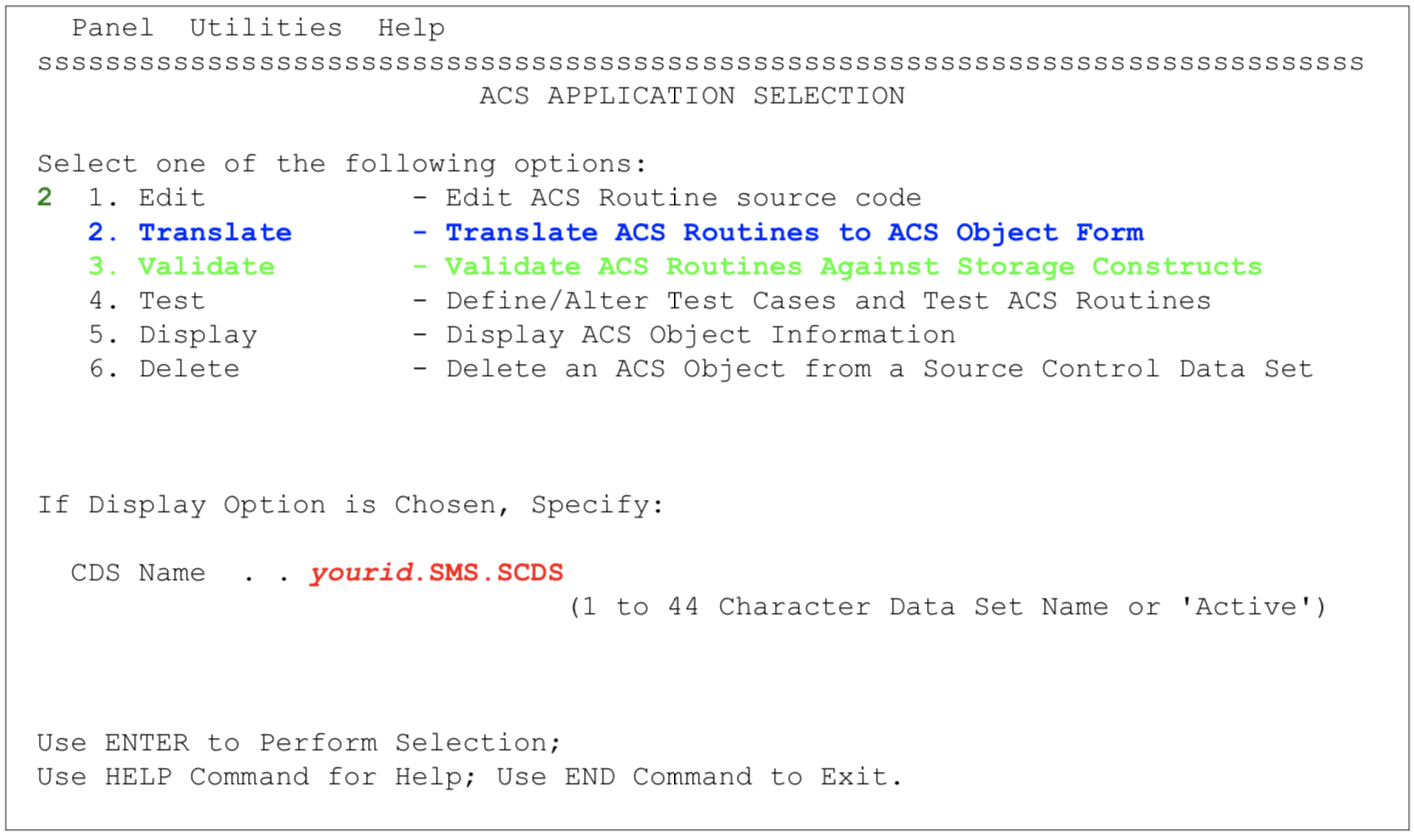 Panel  Utilities  Help
ssssssssssssssssssssssssssssssssssssssssssssssssssssssssssssssssssssssssssssss
ACS APPLICATION SELECTION
Select one of the following options:
2  1. Edit            - Edit ACS Routine source code
2. Translate       - Translate ACS Routines to ACS Object Form
3. Validate        - Validate ACS Routines Against Storage Constructs
4. Test            - Define/Alter Test Cases and Test ACS Routines
5. Display         - Display ACS Object Information
6. Delete          - Delete an ACS Object from a Source Control Data Set
If Display Option is Chosen, Specify:
CDS Name  . . yourid.SMS.SCDS
(1 to 44 Character Data Set Name or 'Active')
Use ENTER to Perform Selection;
Use HELP Command for Help; Use END Command to Exit.